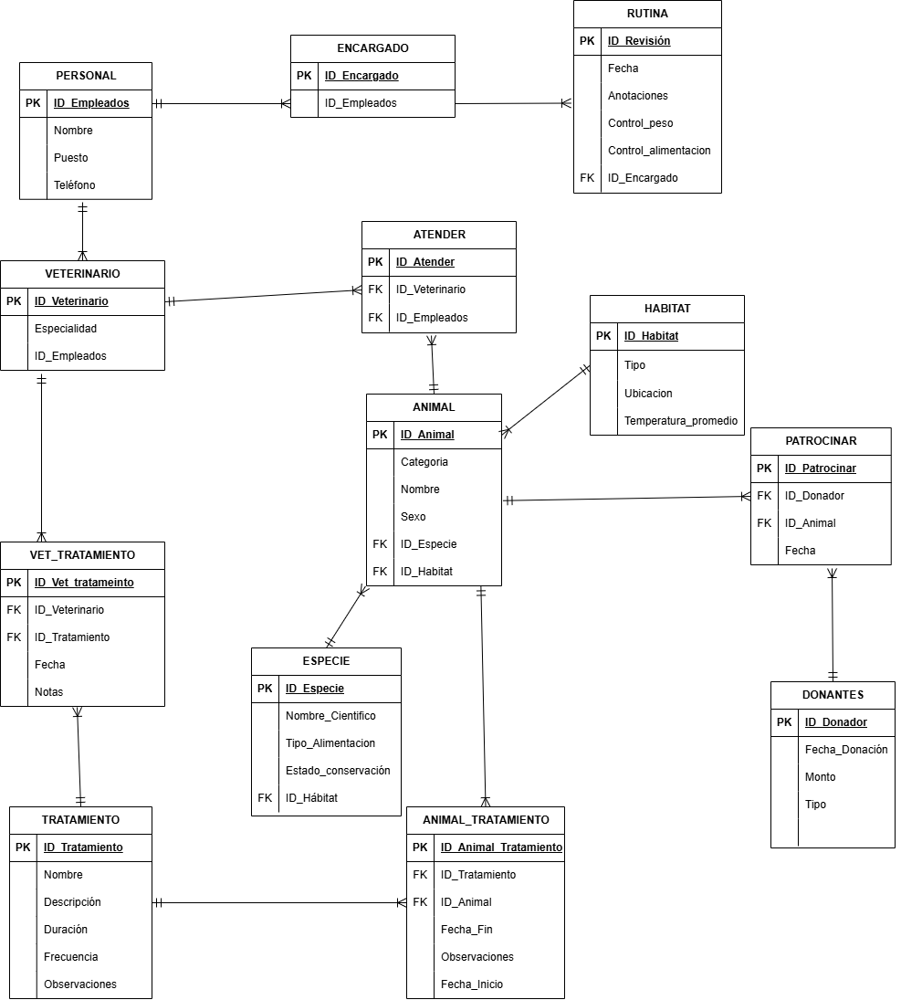 RUTINA
PK ID_Revisión
Fecha
Anotaciones
Control_peso
Control_alimentacion
FK ID_Encargado
ENCARGADO
PK ID_Encargado
ID_Empleados
PERSONAL
PK ID_Empleados
Nombre
Puesto
Teléfono
ATENDER
PK ID_Atender
FK ID_Veterinario
FK ID_Empleados
VETERINARIO
PK ID_Veterinario
Especialidad
ID_Empleados
HABITAT
PK ID_Habitat
Tipo
Ubicacion
Temperatura_promedio
ANIMAL
PK ID_Animal
Categoria
Nombre
Sexo
FK ID_Especie
FK ID_Habitat
PATROCINAR
PK ID_Patrocinar
FK ID_Donador
FK ID_Animal
Fecha
VET_TRATAMIENTO
PK ID_Vet_tratameinto
FK ID_Veterinario
FK ID_Tratamiento
Fecha
Notas
ESPECIE
PK ID_Especie
Nombre_Cientifico
Tipo_Alimentacion
Estado_conservación
FK ID_Hábitat
DONANTES
PK ID_Donador
Fecha_Donación
Monto
Tipo
TRATAMIENTO
PK ID_Tratamiento
Nombre
Descripción
Duración
Frecuencia
Observaciones
ANIMAL_TRATAMIENTO
PK ID_Animal_Tratamiento
FK ID_Tratamiento
FK ID_Animal
Fecha_Fin
Observaciones
Fecha_Inicio